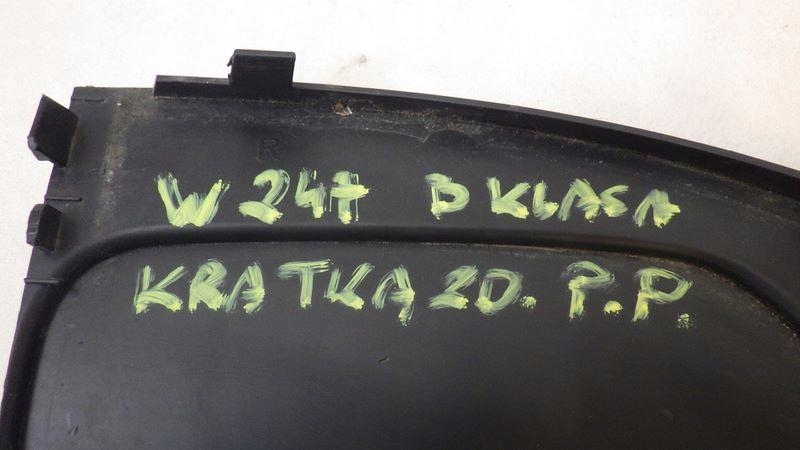 R
W 247 B KLASA
KRATKA ZD. P.P.